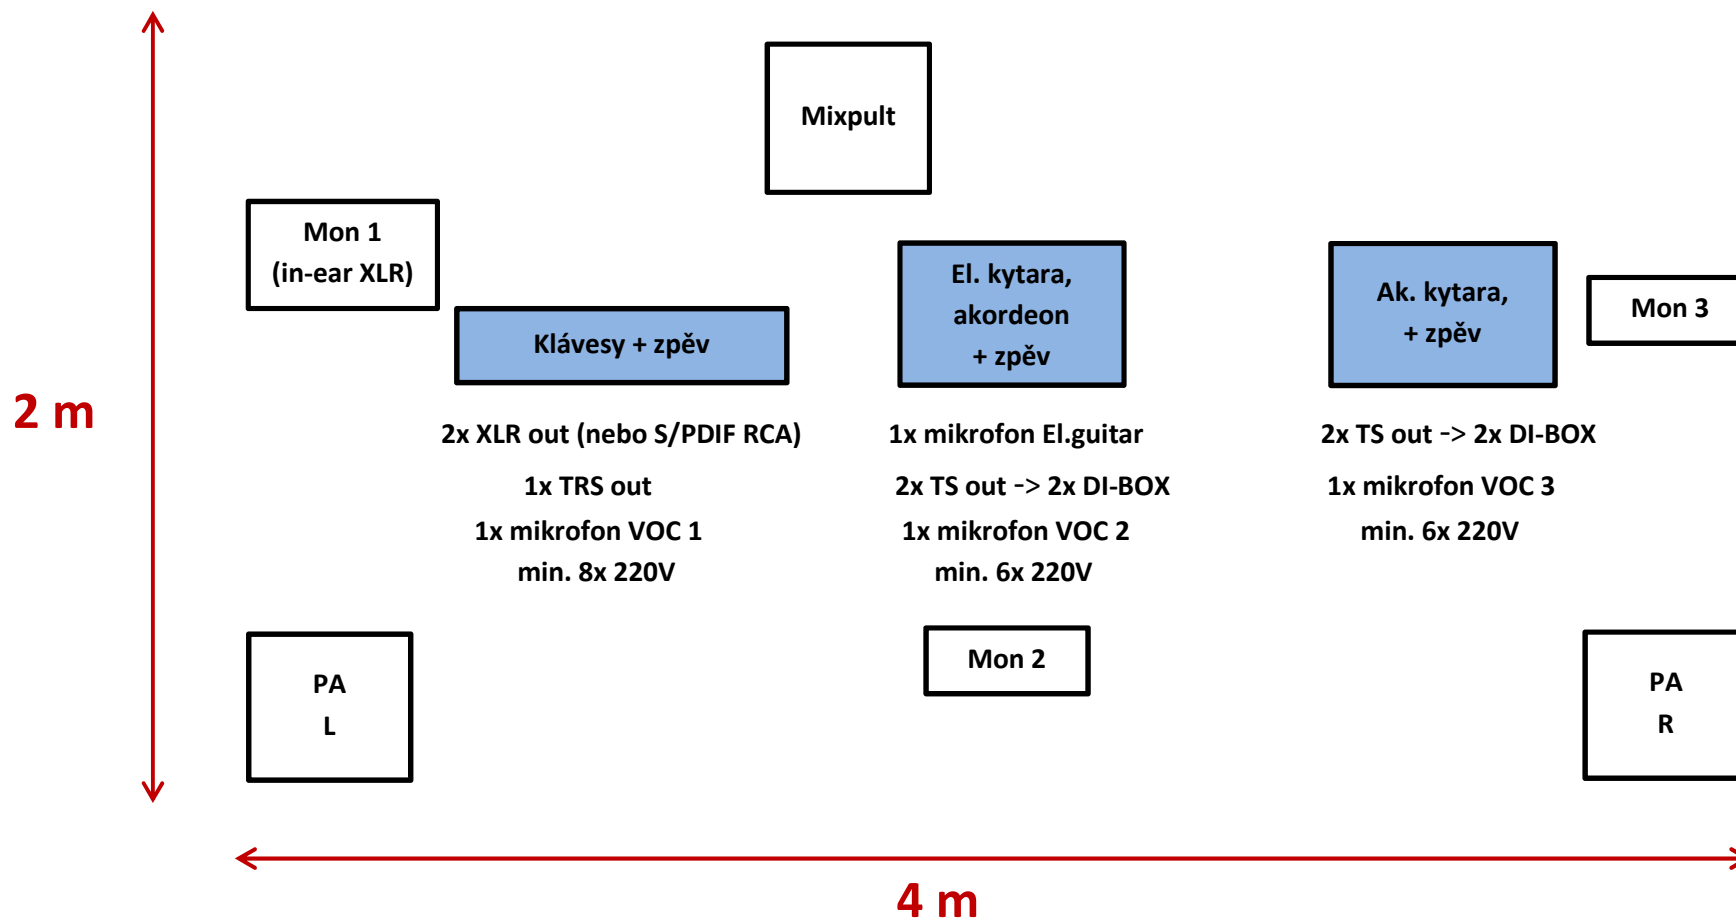 Mixpult
Mon 1
(in-ear XLR)
Klávesy + zpěv
El. kytara,
akordeon
+ zpěv
Ak. kytara,
+ zpěv
Mon 3
2 m
2x XLR out (nebo S/PDIF RCA)
1x TRS out
1x mikrofon VOC 1
min. 8x 220V
1x mikrofon El.guitar
2x TS out -> 2x DI-BOX
1x mikrofon VOC 2
min. 6x 220V
2x TS out -> 2x DI-BOX
1x mikrofon VOC 3
min. 6x 220V
PA
L
Mon 2
PA
R
4 m